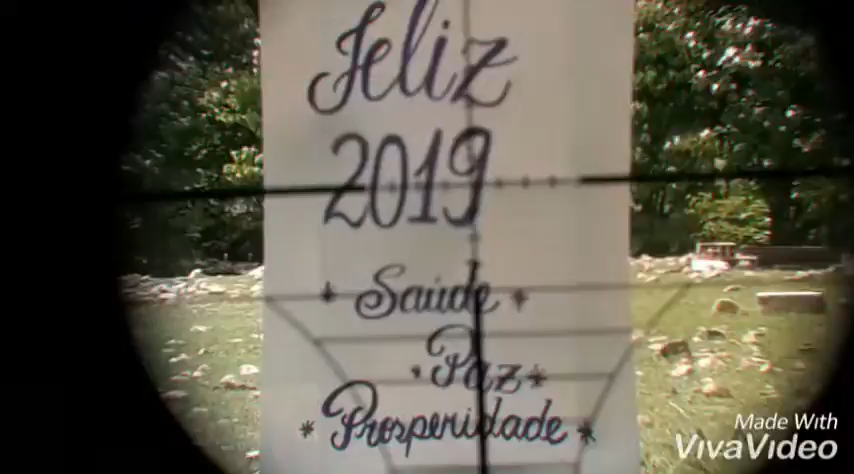 Feliz
2019
* Saúde *
* Paz *
* Prosperidade *
Made With
VivaVideo